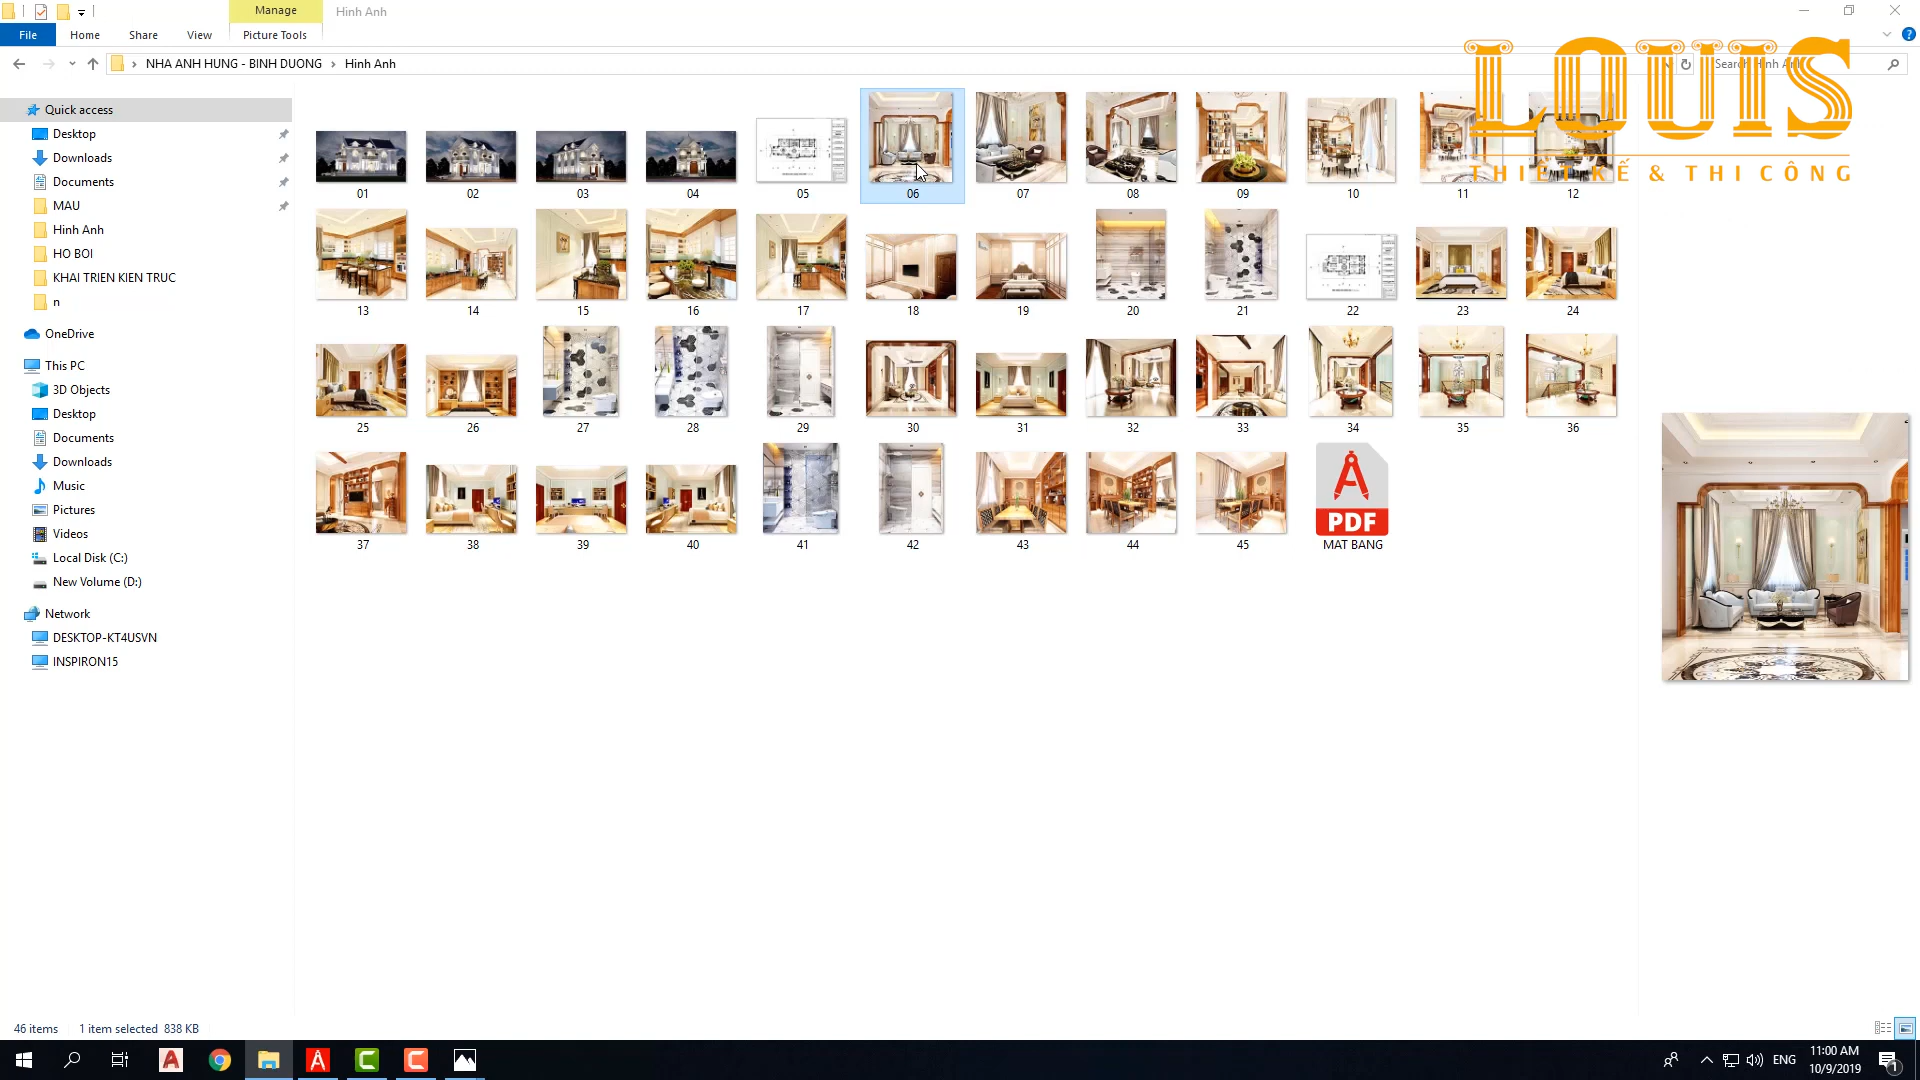 Manage
Hinh Anh
File
Home
Share
View
Picture Tools
NHA ANH HUNG - BINH DUONG
Hinh Anh
Search Hinh Anh
LOUIS
THIẾT KẾ & THI CÔNG
Quick access
Desktop
Downloads
Documents
MAU
Hinh Anh
HO BOI
KHAI TRIEN KIEN TRUC
n
OneDrive
This PC
3D Objects
Desktop
Documents
Downloads
Music
Pictures
Videos
Local Disk (C:)
New Volume (D:)
Network
DESKTOP-KT4USVN
INSPIRON15
01 02 03 04 05 06 07 08 09 10 11 12
13 14 15 16 17 18 19 20 21 22 23 24
25 26 27 28 29 30 31 32 33 34 35 36
PDF
37 38 39 40 41 42 43 44 45 MAT BANG
46 items 1 item selected 838 KB
ENG
11:00 AM
10/9/2019
1